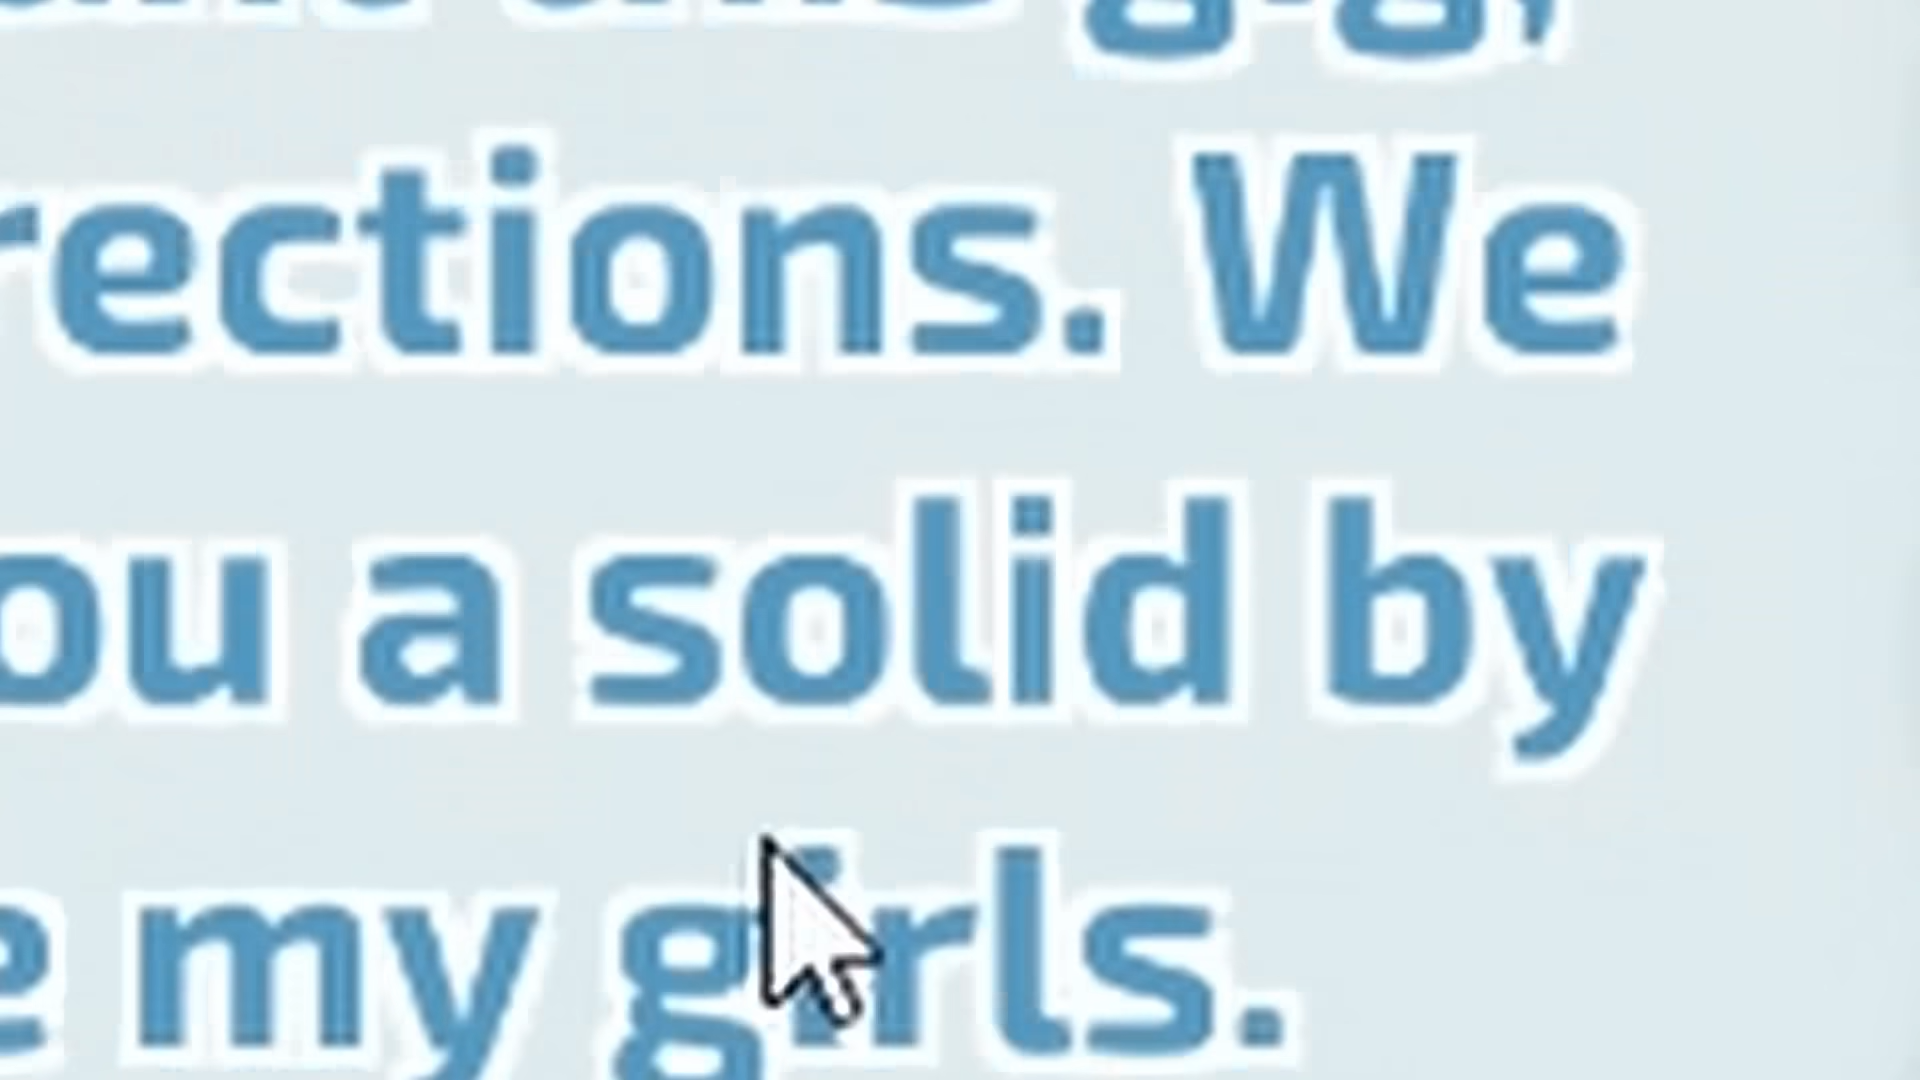 rections. We
ou a solid by
e my girls.